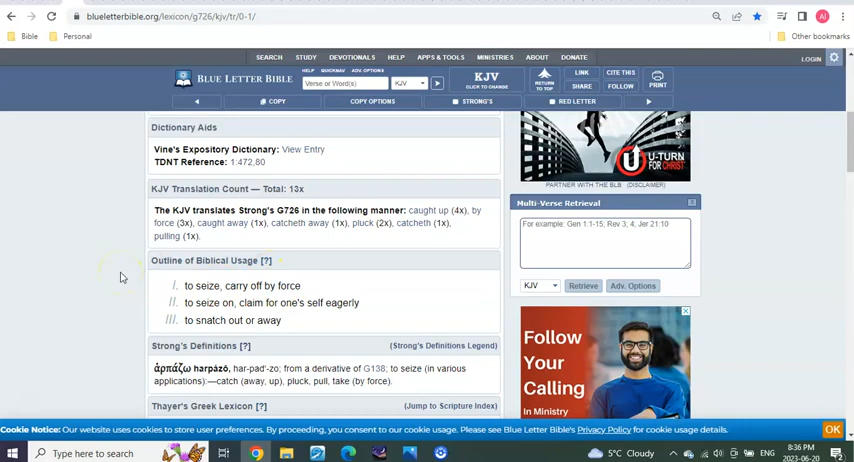 blueletterbible.org/lexicon/g726/kjv/tr/0-1/
AI
Bible
Personal
Other bookmarks
SEARCH STUDY DEVOTIONALS HELP APPS & TOOLS MINISTRIES ABOUT DONATE
LOGIN
BLUE LETTER BIBLE
HELP QUICKNAV ADV. OPTIONS
Verse or Word(s)
KJV
KJV
CLICK TO CHANGE
RETURN
TO TOP
LINK
SHARE
CITE THIS
FOLLOW
PRINT
COPY
COPY OPTIONS
STRONG'S
RED LETTER
Dictionary Aids
Vine's Expository Dictionary: View Entry
TDNT Reference: 1:472,80
KJV Translation Count — Total: 13x
The KJV translates Strong's G726 in the following manner: caught up (4x), by
force (3x), caught away (1x), catcheth away (1x), pluck (2x), catcheth (1x),
pulling (1x).
Outline of Biblical Usage [?]
I. to seize, carry off by force
II. to seize on, claim for one's self eagerly
III. to snatch out or away
Strong's Definitions [?]
(Strong's Definitions Legend)
ἁρπάζω harpázō, har-pad'-zo; from a derivative of G138; to seize (in various
applications):—catch (away, up), pluck, pull, take (by force).
Thayer's Greek Lexicon [?]
(Jump to Scripture Index)
U-TURN
FOR CHRIST
PARTNER WITH THE BLB (DISCLAIMER)
Multi-Verse Retrieval
For example: Gen 1:1-15; Rev 3; 4; Jer 21:10
KJV
Retrieve
Adv. Options
Follow
Your
Calling
In Ministry
Cookie Notice: Our website uses cookies to store user preferences. By proceeding, you consent to our cookie usage. Please see Blue Letter Bible's Privacy Policy for cookie usage details.
OK
Type here to search
5°C Cloudy
ENG
8:36 PM
2023-06-20
2